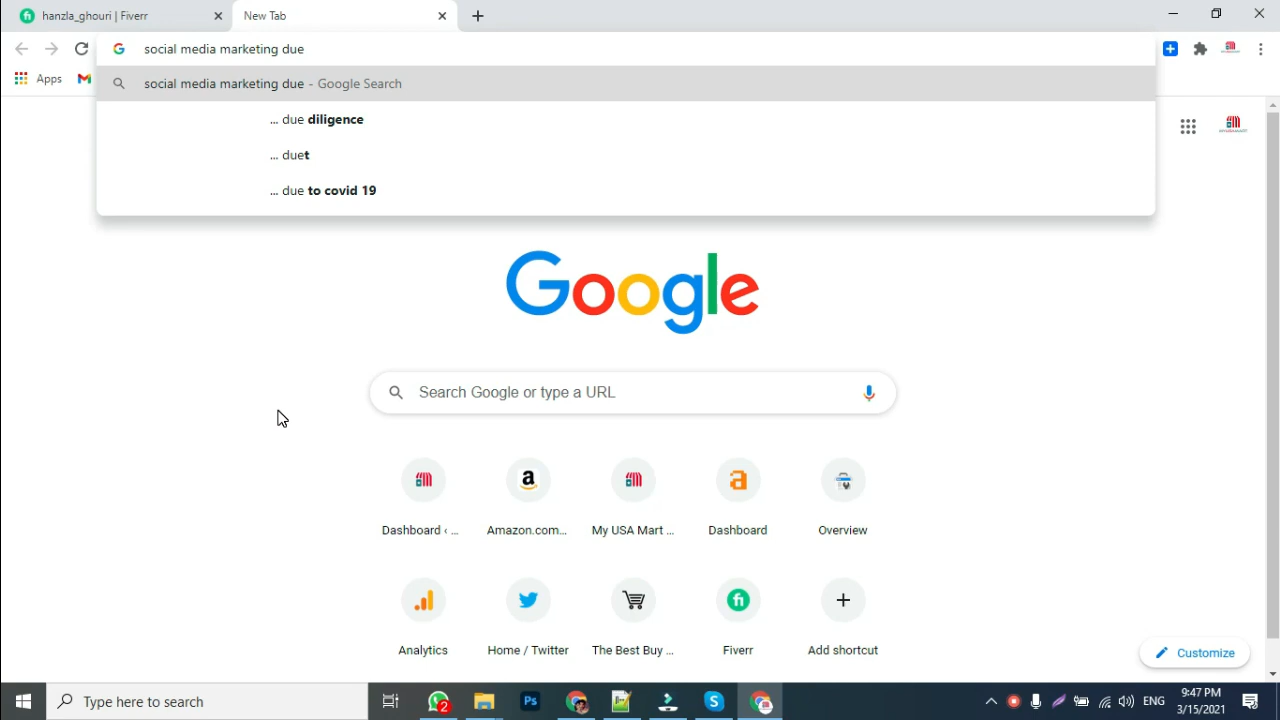 hanzla_ghouri | Fiverr
New Tab
social media marketing due
Apps
social media marketing due - Google Search
... due diligence
... duet
... due to covid 19
Google
Search Google or type a URL
Dashboard ‹ ...
Amazon.com...
My USA Mart ...
Dashboard
Overview
Analytics
Home / Twitter
The Best Buy ...
Fiverr
Add shortcut
Customize
Type here to search
2
ENG
9:47 PM
3/15/2021